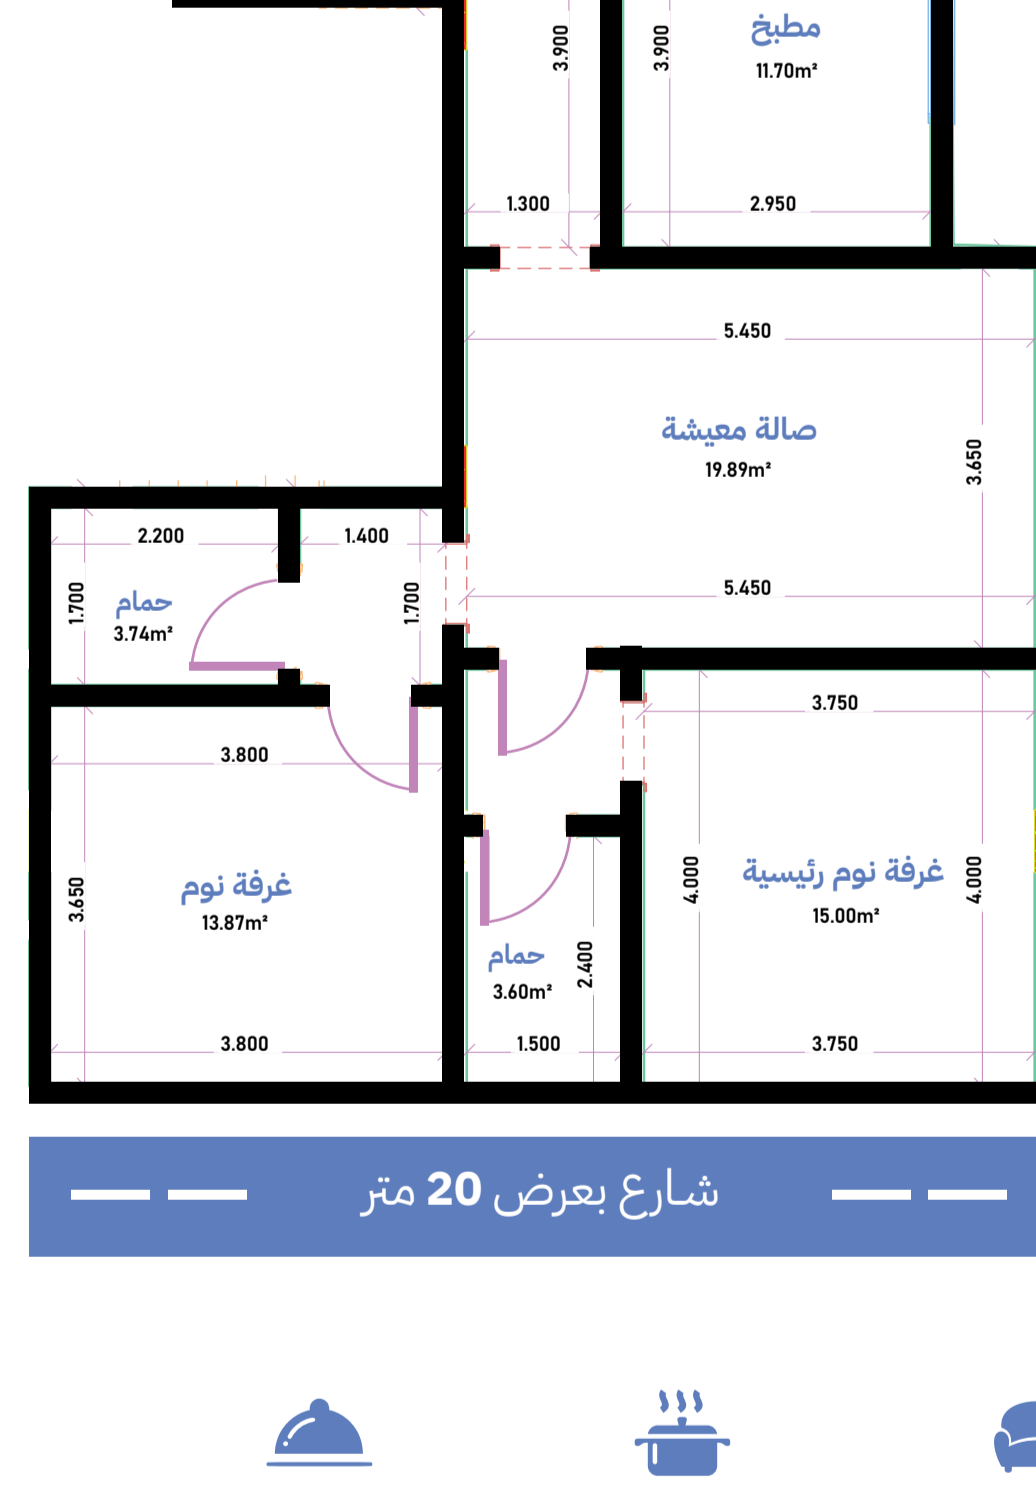 مطبخ
11.70m²
3.900
3.900
1.300
2.950
5.450
صالة معيشة
19.89m²
3.650
5.450
2.200
1.400
1.700
حمام
3.74m²
1.700
3.800
3.750
غرفة نوم
13.87m²
3.650
غرفة نوم رئيسية
15.00m²
4.000
4.000
حمام
3.60m²
2.400
3.800
1.500
3.750
شارع بعرض 20 متر